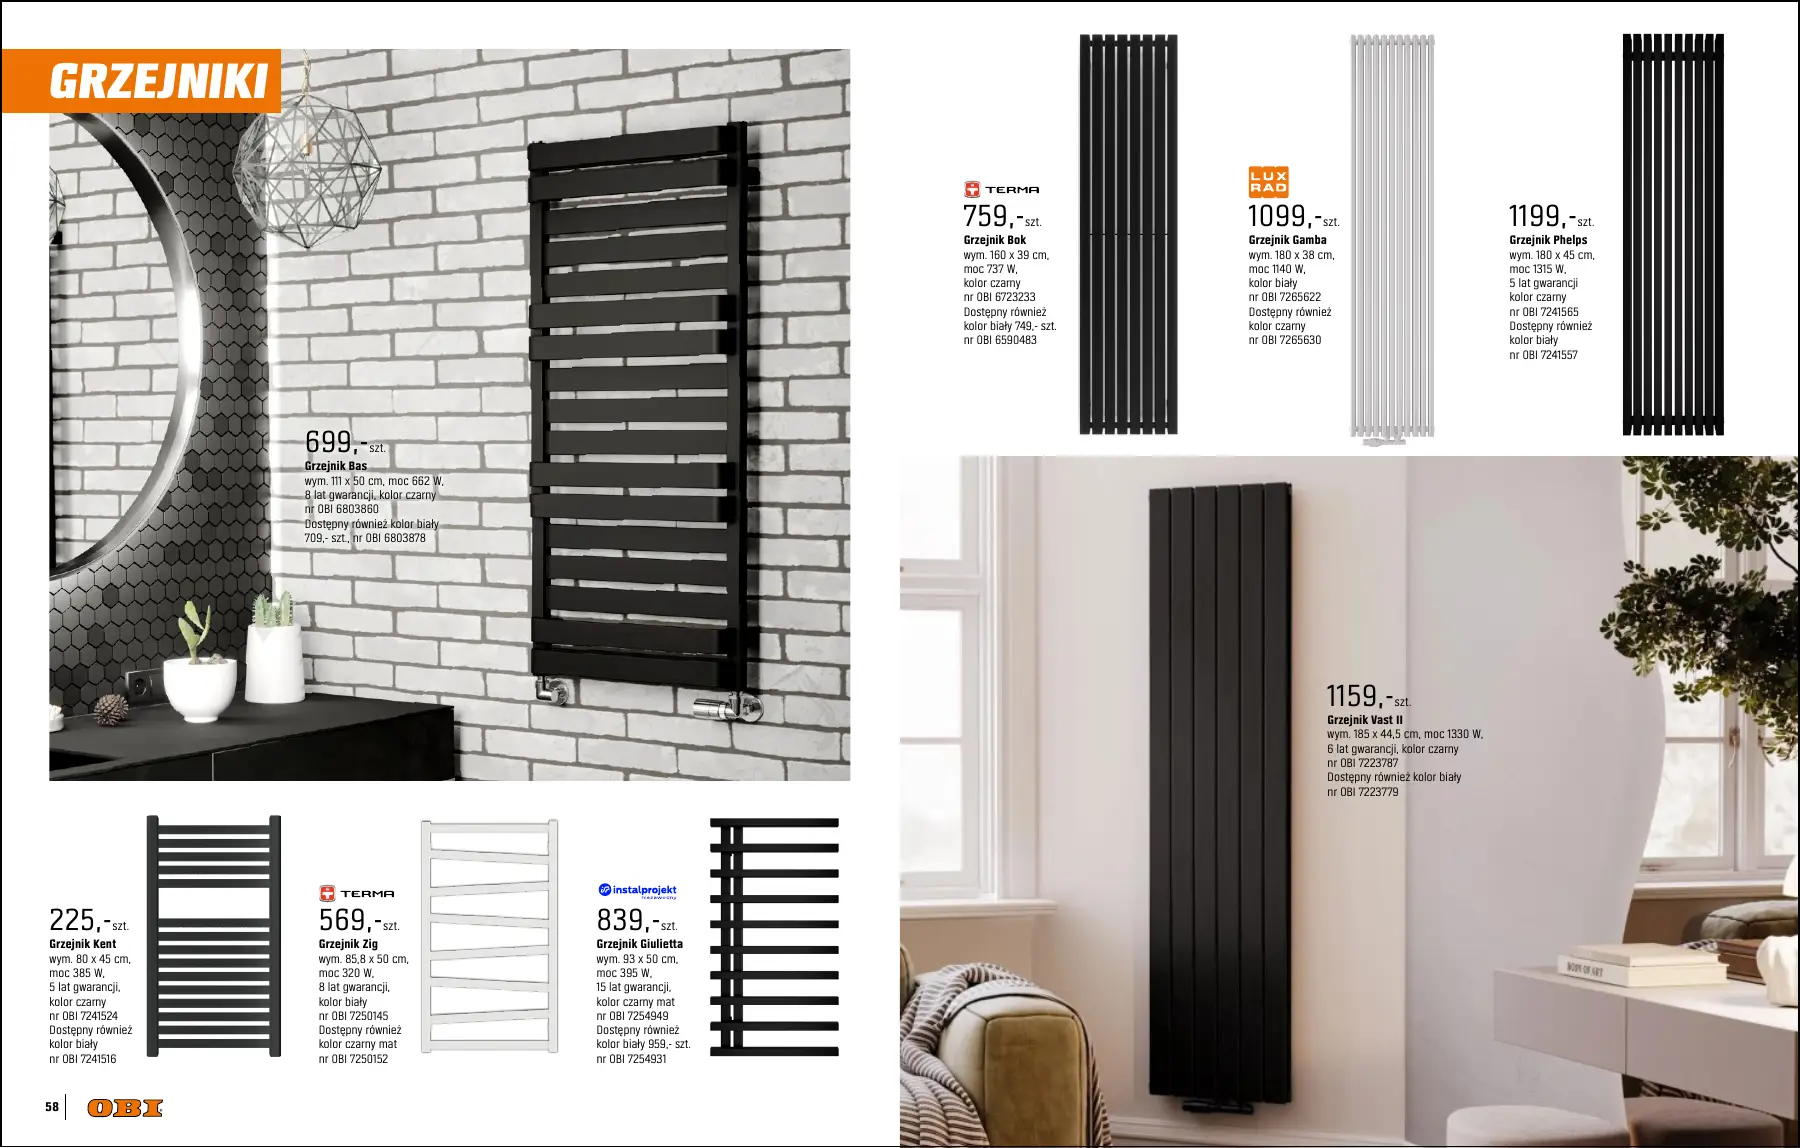 GRZEJNIKI
699,-szt.
Grzejnik Bas
wym. 111 x 50 cm, moc 662 W,
8 lat gwarancji, kolor czarny
nr OBI 6803860
Dostępny również kolor biały
709,- szt., nr OBI 6803878
225,-szt.
Grzejnik Kent
wym. 80 x 45 cm,
moc 385 W,
5 lat gwarancji,
kolor czarny
nr OBI 7241524
Dostępny również
kolor biały
nr OBI 7241516
TERMA
569,-szt.
Grzejnik Zig
wym. 85,8 x 50 cm,
moc 320 W,
8 lat gwarancji,
kolor biały
nr OBI 7250145
Dostępny również
kolor czarny mat
nr OBI 7250152
instalprojekt
niezawodny
839,-szt.
Grzejnik Giulietta
wym. 93 x 50 cm,
moc 395 W,
15 lat gwarancji,
kolor czarny mat
nr OBI 7254949
Dostępny również
kolor biały 959,- szt.
nr OBI 7254931
58
OBI
TERMA
759,-szt.
Grzejnik Bok
wym. 160 x 39 cm,
moc 737 W,
kolor czarny
nr OBI 6723233
Dostępny również
kolor biały 749,- szt.
nr OBI 6590483
LUX
RAD
1099,-szt.
Grzejnik Gamba
wym. 180 x 38 cm,
moc 1140 W,
kolor biały
nr OBI 7265622
Dostępny również
kolor czarny
nr OBI 7265630
1199,-szt.
Grzejnik Phelps
wym. 180 x 45 cm,
moc 1315 W,
5 lat gwarancji
kolor czarny
nr OBI 7241565
Dostępny również
kolor biały
nr OBI 7241557
1159,-szt.
Grzejnik Vast II
wym. 185 x 44,5 cm, moc 1330 W,
6 lat gwarancji, kolor czarny
nr OBI 7223787
Dostępny również kolor biały
nr OBI 7223779
BODY OF ART